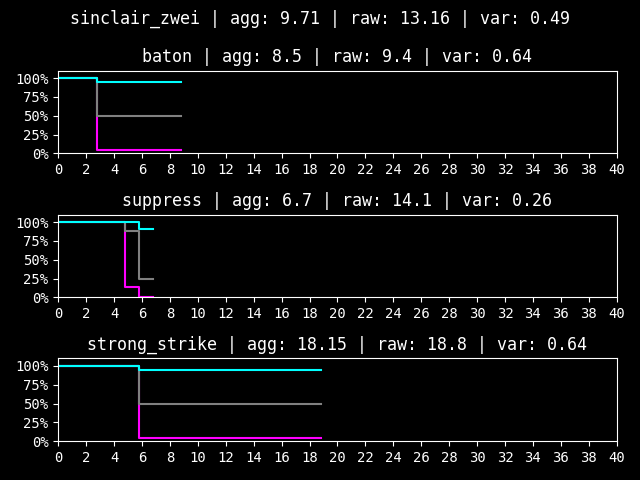 sinclair_zwei | agg: 9.71 | raw: 13.16 | var: 0.49
baton | agg: 8.5 | raw: 9.4 | var: 0.64
100%
75%
50%
25%
0%
0 2 4 6 8 10 12 14 16 18 20 22 24 26 28 30 32 34 36 38 40
suppress | agg: 6.7 | raw: 14.1 | var: 0.26
100%
75%
50%
25%
0%
0 2 4 6 8 10 12 14 16 18 20 22 24 26 28 30 32 34 36 38 40
strong_strike | agg: 18.15 | raw: 18.8 | var: 0.64
100%
75%
50%
25%
0%
0 2 4 6 8 10 12 14 16 18 20 22 24 26 28 30 32 34 36 38 40